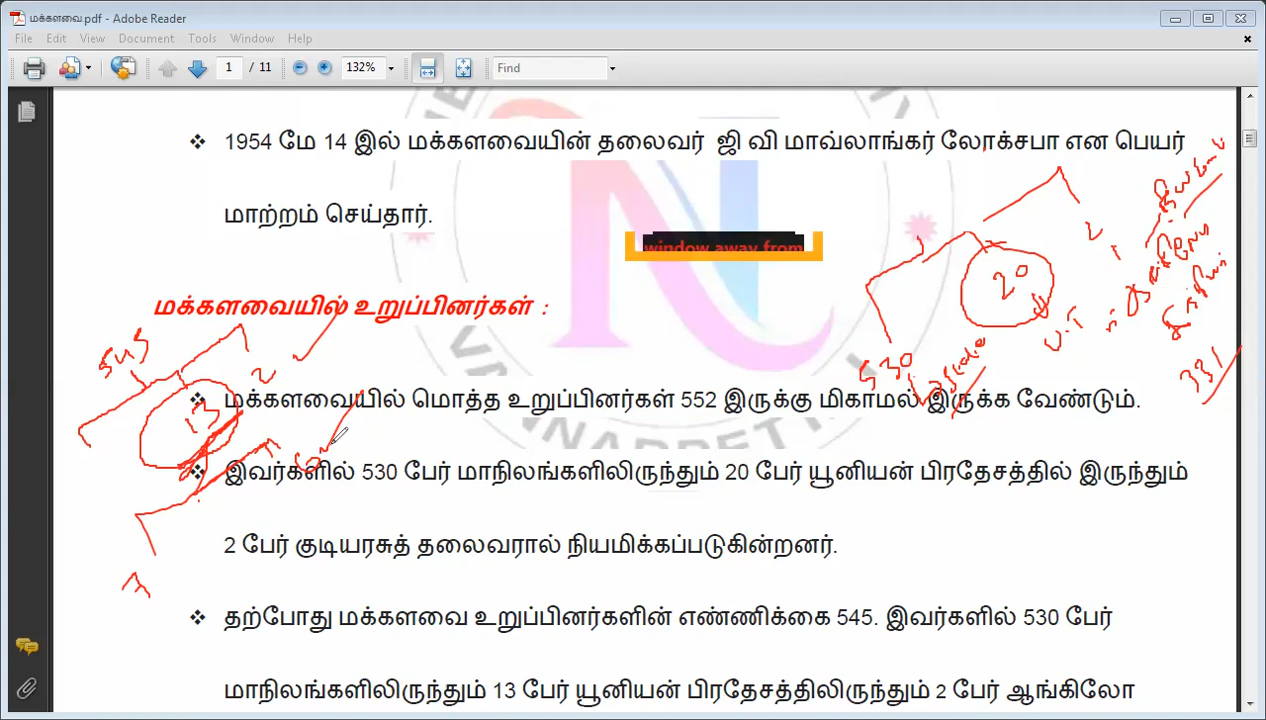 மக்களவை.pdf - Adobe Reader
File Edit View Document Tools Window Help
1 / 11 132% Find
❖ 1954 மே 14 இல் மக்களவையின் தலைவர் ஜி வி மாவ்லாங்கர் லோக்சபா என பெயர்
மாற்றம் செய்தார்.
window away from
மக்களவையில் உறுப்பினர்கள் :
545
2
20
530
331
❖ மக்களவையில் மொத்த உறுப்பினர்கள் 552 இருக்கு மிகாமல் இருக்க வேண்டும்.
13
❖ இவர்களில் 530 பேர் மாநிலங்களிலிருந்தும் 20 பேர் யூனியன் பிரதேசத்தில் இருந்தும்
2 பேர் குடியரசுத் தலைவரால் நியமிக்கப்படுகின்றனர்.
❖ தற்போது மக்களவை உறுப்பினர்களின் எண்ணிக்கை 545. இவர்களில் 530 பேர்
மாநிலங்களிலிருந்தும் 13 பேர் யூனியன் பிரதேசத்திலிருந்தும் 2 பேர் ஆங்கிலோ